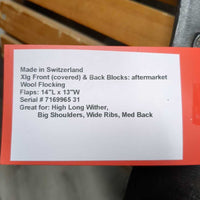 Made in Switzerland
Xlg Front (covered) & Back Blocks: aftermarket
Wool Flocking
Flaps: 14"L x 13"W
Serial # 7169965 31
Great for: High Long Wither,
Big Shoulders, Wide Ribs, Med Back